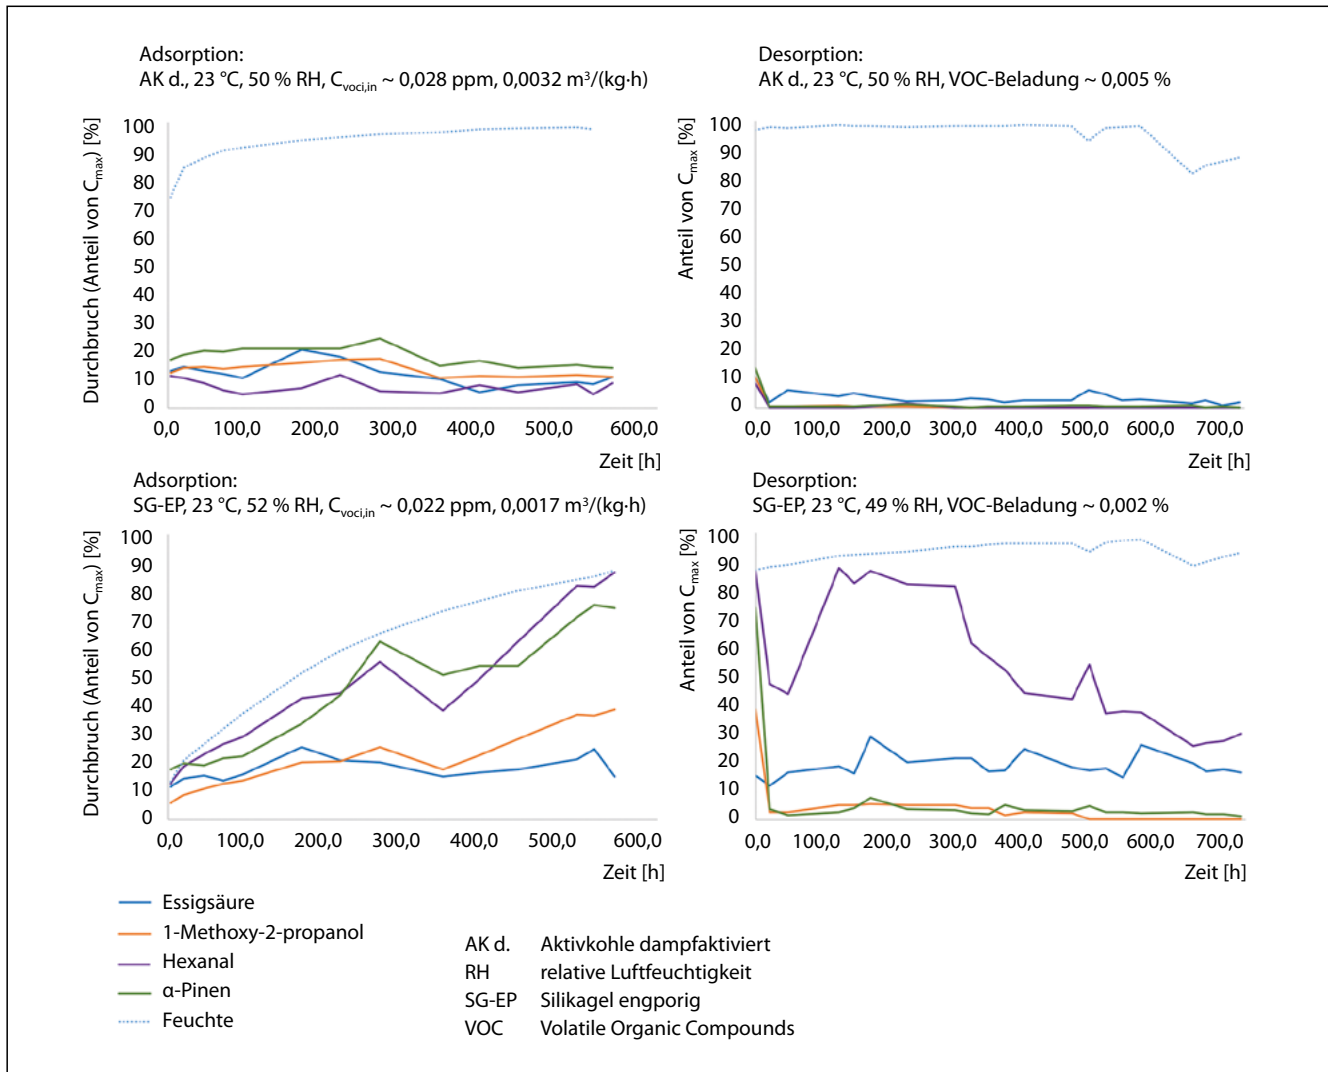 Adsorption:
AK d., 23 °C, 50 % RH, Cvoci,in ~ 0,028 ppm, 0,0032 m³/(kg·h)
Durchbruch (Anteil von Cmax) [%]
100
90
80
70
60
50
40
30
20
10
0
0,0 100,0 200,0 300,0 400,0 500,0 600,0
Zeit [h]
Desorption:
AK d., 23 °C, 50 % RH, VOC-Beladung ~ 0,005 %
Anteil von Cmax [%]
100
90
80
70
60
50
40
30
20
10
0
0,0 100,0 200,0 300,0 400,0 500,0 600,0 700,0
Zeit [h]
Adsorption:
SG-EP, 23 °C, 52 % RH, Cvoci,in ~ 0,022 ppm, 0,0017 m³/(kg·h)
Durchbruch (Anteil von Cmax) [%]
100
90
80
70
60
50
40
30
20
10
0
0,0 100,0 200,0 300,0 400,0 500,0 600,0
Zeit [h]
Desorption:
SG-EP, 23 °C, 49 % RH, VOC-Beladung ~ 0,002 %
Anteil von Cmax [%]
100
90
80
70
60
50
40
30
20
10
0
0,0 100,0 200,0 300,0 400,0 500,0 600,0 700,0
Zeit [h]
Essigsäure
1-Methoxy-2-propanol
Hexanal
α-Pinen
Feuchte
AK d. Aktivkohle dampfaktiviert
RH relative Luftfeuchtigkeit
SG-EP Silikagel engporig
VOC Volatile Organic Compounds